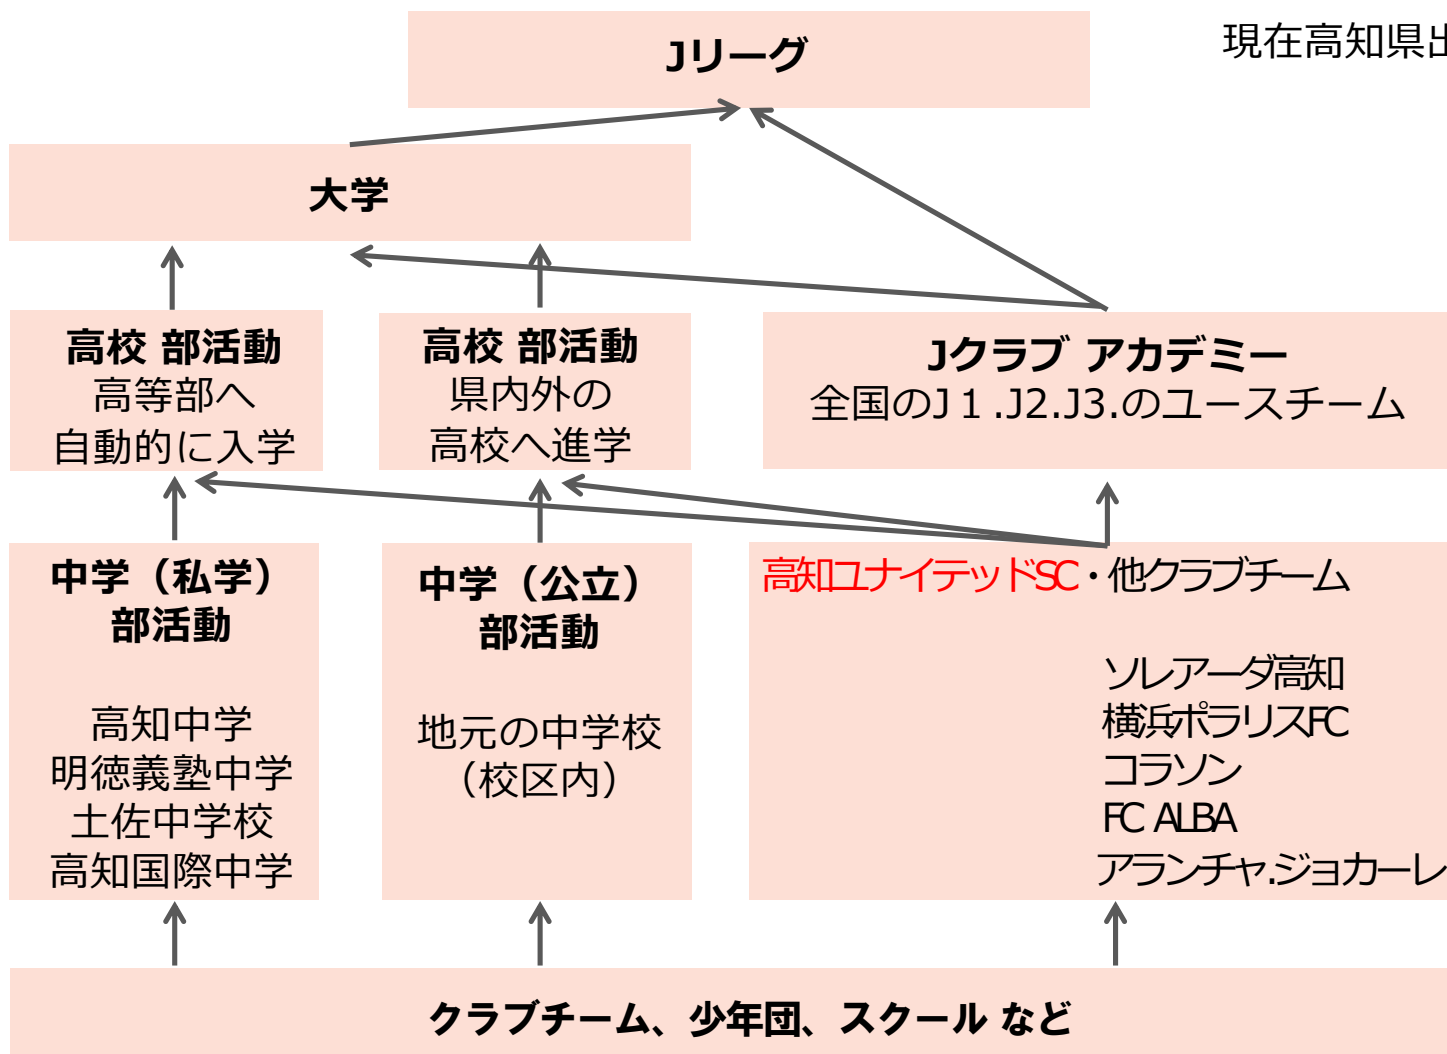 Jリーグ
現在高知県出
大学
高校 部活動
高等部へ
自動的に入学
高校 部活動
県内外の
高校へ進学
Jクラブ アカデミー
全国のJ１.J2.J3.のユースチーム
中学（私学）
部活動
高知中学
明徳義塾中学
土佐中学校
高知国際中学
中学（公立）
部活動
地元の中学校
（校区内）
高知ユナイテッドSC・他クラブチーム
ソレアーダ高知
横浜ポラリスFC
コラソン
FC ALBA
アランチャ.ジョカーレ
クラブチーム、少年団、スクール など